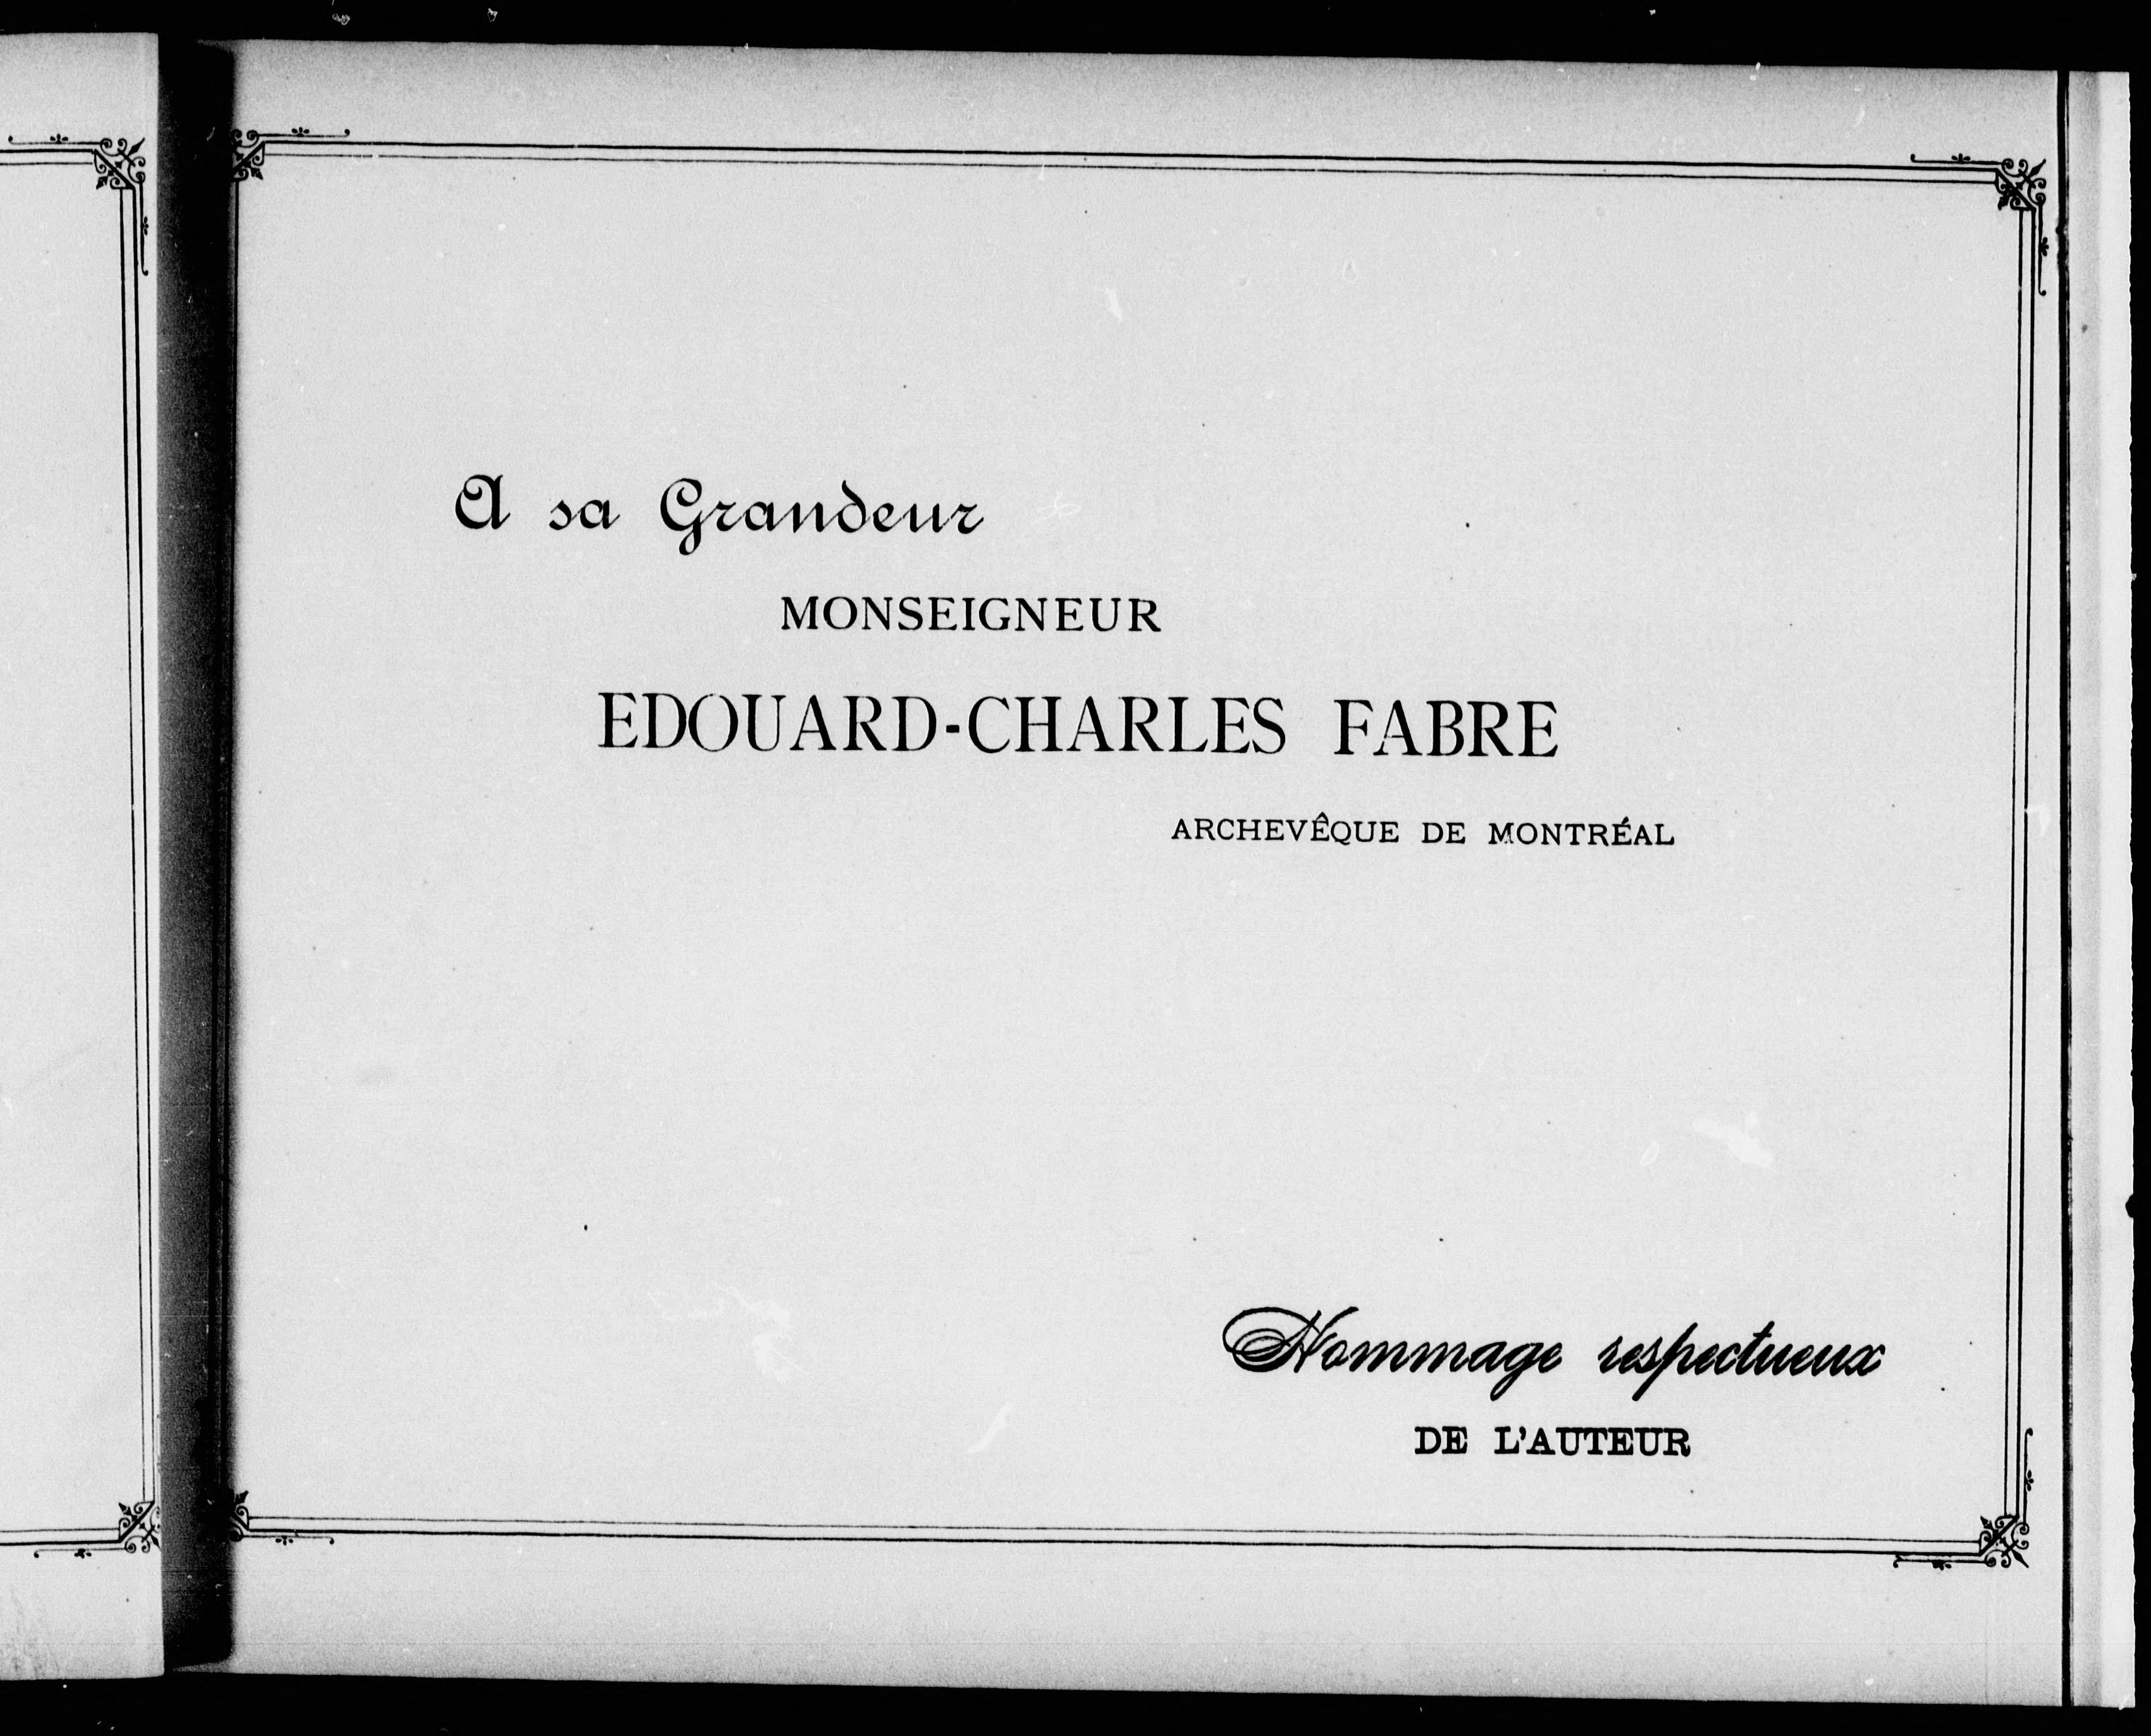 A sa Grandeur
MONSEIGNEUR
EDOUARD-CHARLES FABRE
ARCHEVÊQUE DE MONTRÉAL
Hommage respectueux
DE L'AUTEUR